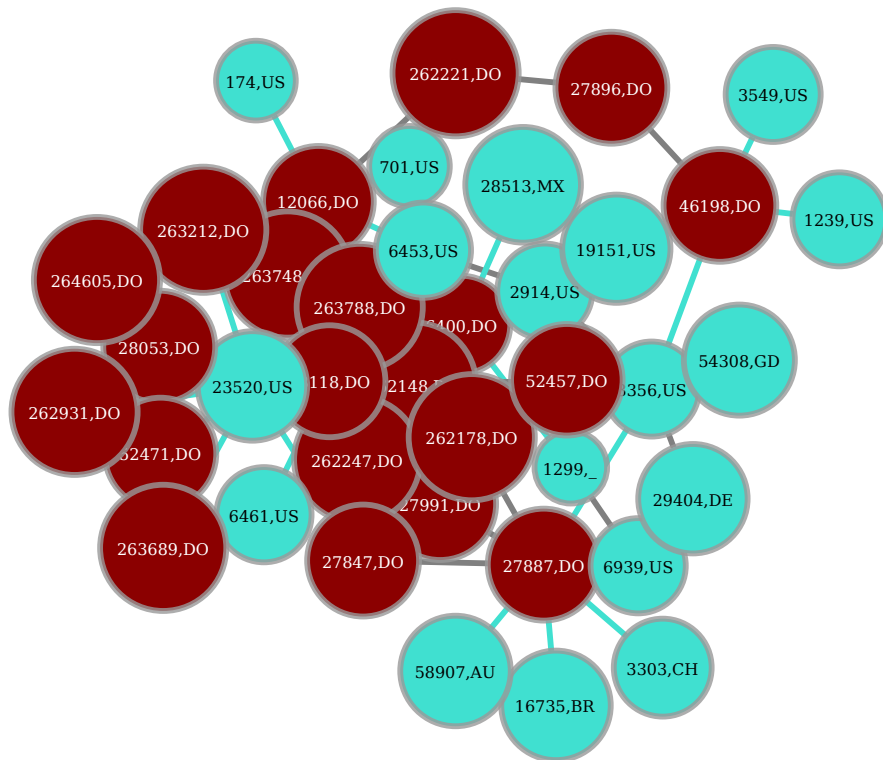 262221,DO
174,US
27896,DO
3549,US
701,US
28513,MX
12066,DO
46198,DO
1239,US
263212,DO
6453,US
19151,US
264605,DO
263748
2914,US
263788,DO
28053,DO
52457,DO
54308,GD
23520,US
262931,DO
262178,DO
262247,DO
1299,_
29404,DE
6461,US
27991,DO
263689,DO
27847,DO
27887,DO
6939,US
58907,AU
3303,CH
16735,BR